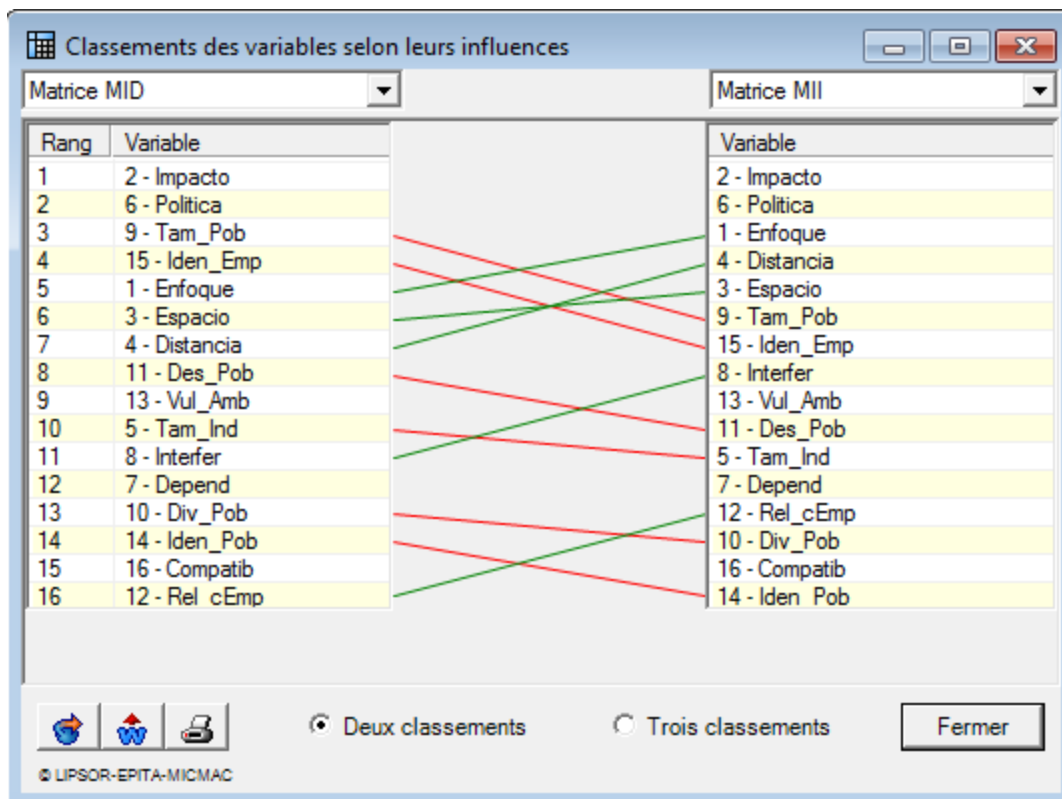 Classements des variables selon leurs influences
Matrice MID Matrice MII
Rang Variable Variable
1 2 - Impacto 2 - Impacto
2 6 - Politica 6 - Politica
3 9 - Tam_Pob 1 - Enfoque
4 15 - Iden_Emp 4 - Distancia
5 1 - Enfoque 3 - Espacio
6 3 - Espacio 9 - Tam_Pob
7 4 - Distancia 15 - Iden_Emp
8 11 - Des_Pob 8 - Interfer
9 13 - Vul_Amb 13 - Vul_Amb
10 5 - Tam_Ind 11 - Des_Pob
11 8 - Interfer 5 - Tam_Ind
12 7 - Depend 7 - Depend
13 10 - Div_Pob 12 - Rel_cEmp
14 14 - Iden_Pob 10 - Div_Pob
15 16 - Compatib 16 - Compatib
16 12 - Rel_cEmp 14 - Iden_Pob
Deux classements Trois classements Fermer
© LIPSOR-EPITA-MICMAC